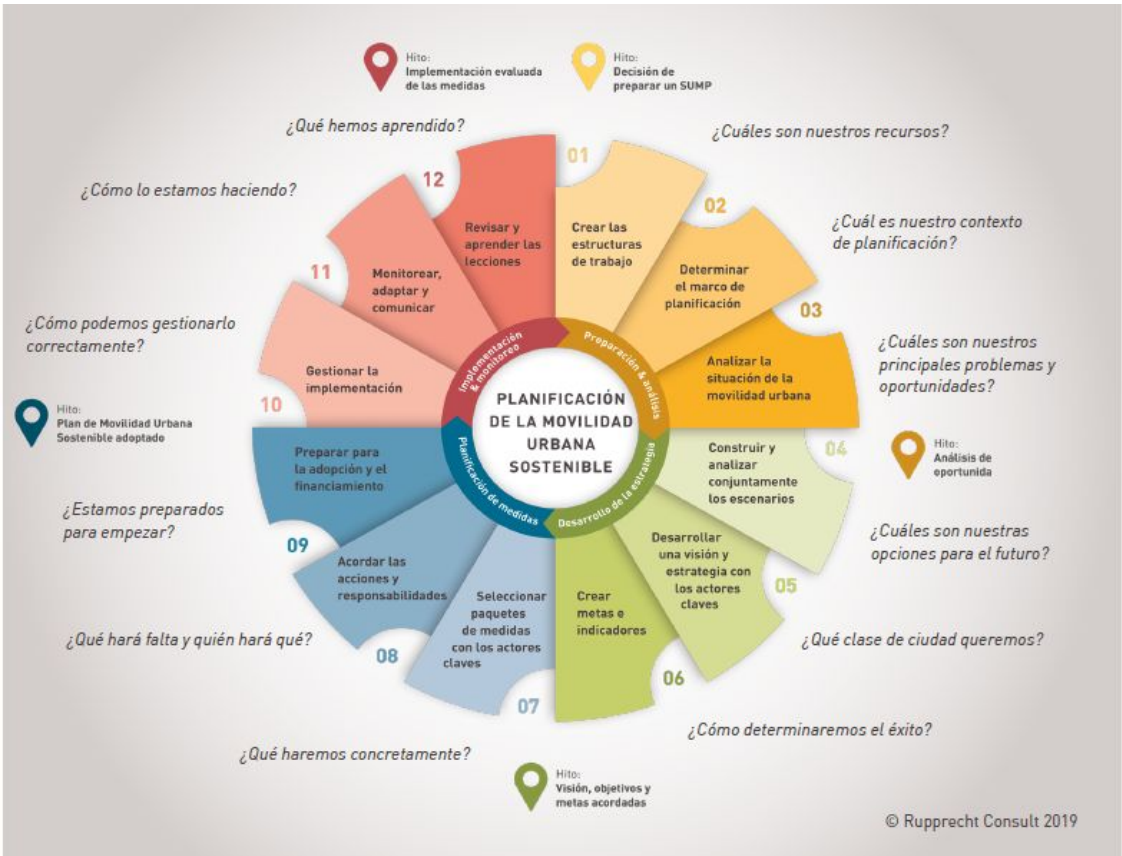 Hito:
Implementación evaluada
de las medidas
Hito:
Decisión de
preparar un SUMP
¿Qué hemos aprendido?
¿Cuáles son nuestros recursos?
¿Cómo lo estamos haciendo?
¿Cuál es nuestro contexto
de planificación?
¿Cómo podemos gestionarlo
correctamente?
¿Cuáles son nuestros
principales problemas y
oportunidades?
Hito:
Plan de Movilidad Urbana
Sostenible adoptado
Hito:
Análisis de
oportunida
¿Estamos preparados
para empezar?
¿Cuáles son nuestras
opciones para el futuro?
¿Qué hará falta y quién hará qué?
¿Qué clase de ciudad queremos?
¿Qué haremos concretamente?
¿Cómo determinaremos el éxito?
Hito:
Visión, objetivos y
metas acordadas
01
Crear las
estructuras
de trabajo
02
Determinar
el marco de
planificación
03
Analizar la
situación de la
movilidad urbana
04
Construir y
analizar
conjuntamente
los escenarios
05
Desarrollar
una visión y
estrategia con
los actores
claves
06
Crear
metas e
indicadores
07
Seleccionar
paquetes
de medidas
con los actores
claves
08
Acordar las
acciones y
responsabilidades
09
Preparar para
la adopción y el
financiamiento
10
Gestionar la
implementación
11
Monitorear,
adaptar y
comunicar
12
Revisar y
aprender las
lecciones
Preparación & análisis
Desarrollo de la estrategia
Planificación de medidas
Implementación
& monitoreo
PLANIFICACIÓN
DE LA MOVILIDAD
URBANA
SOSTENIBLE
© Rupprecht Consult 2019